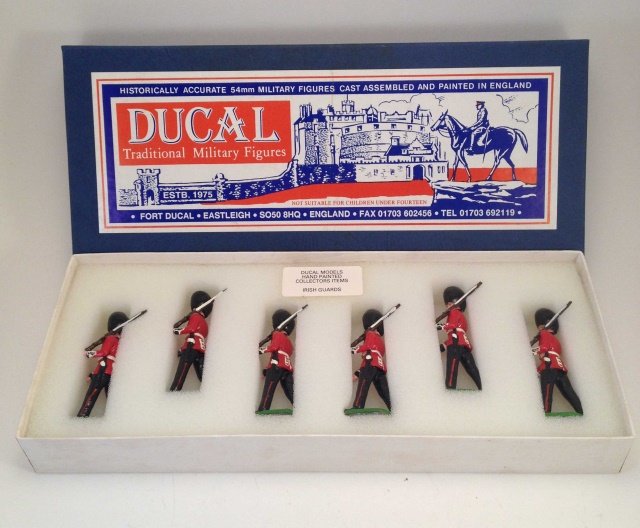 HISTORICALLY ACCURATE 54mm MILITARY FIGURES CAST ASSEMBLED AND PAINTED IN ENGLAND
DUCAL
Traditional Military Figures
ESTB. 1975
NOT SUITABLE FOR CHILDREN UNDER FOURTEEN
• FORT DUCAL • EASTLEIGH • SO50 8HQ • ENGLAND • FAX 01703 602456 • TEL 01703 692119 •
DUCAL MODELS
HAND PAINTED
COLLECTORS ITEMS
IRISH GUARDS